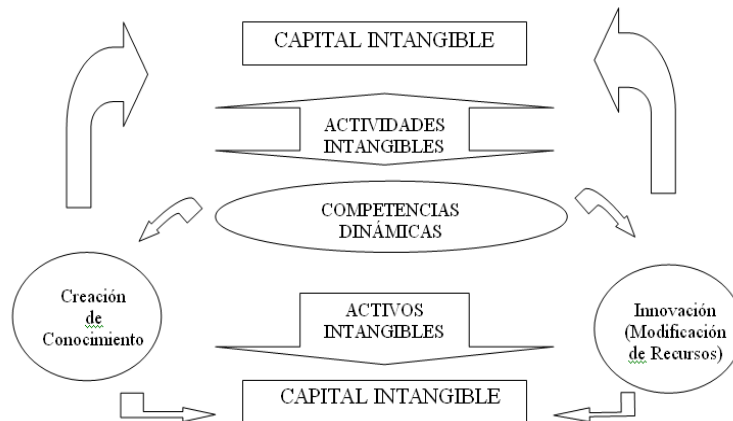 CAPITAL INTANGIBLE
ACTIVIDADES
INTANGIBLES
COMPETENCIAS
DINÁMICAS
Creación
de
Conocimiento
ACTIVOS
INTANGIBLES
Innovación
(Modificación
de Recursos)
CAPITAL INTANGIBLE